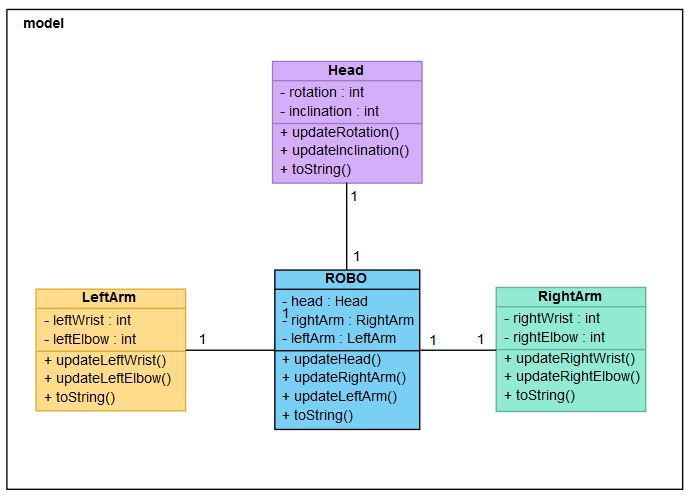 model
Head
- rotation : int
- inclination : int
+ updateRotation()
+ updateInclination()
+ toString()
1
1
ROBO
- head : Head
1
- rightArm : RightArm
- leftArm : LeftArm
+ updateHead()
+ updateRightArm()
+ updateLeftArm()
+ toString()
LeftArm
- leftWrist : int
- leftElbow : int
+ updateLeftWrist()
+ updateLeftElbow()
+ toString()
1
1
1
RightArm
- rightWrist : int
- rightElbow : int
+ updateRightWrist()
+ updateRightElbow()
+ toString()